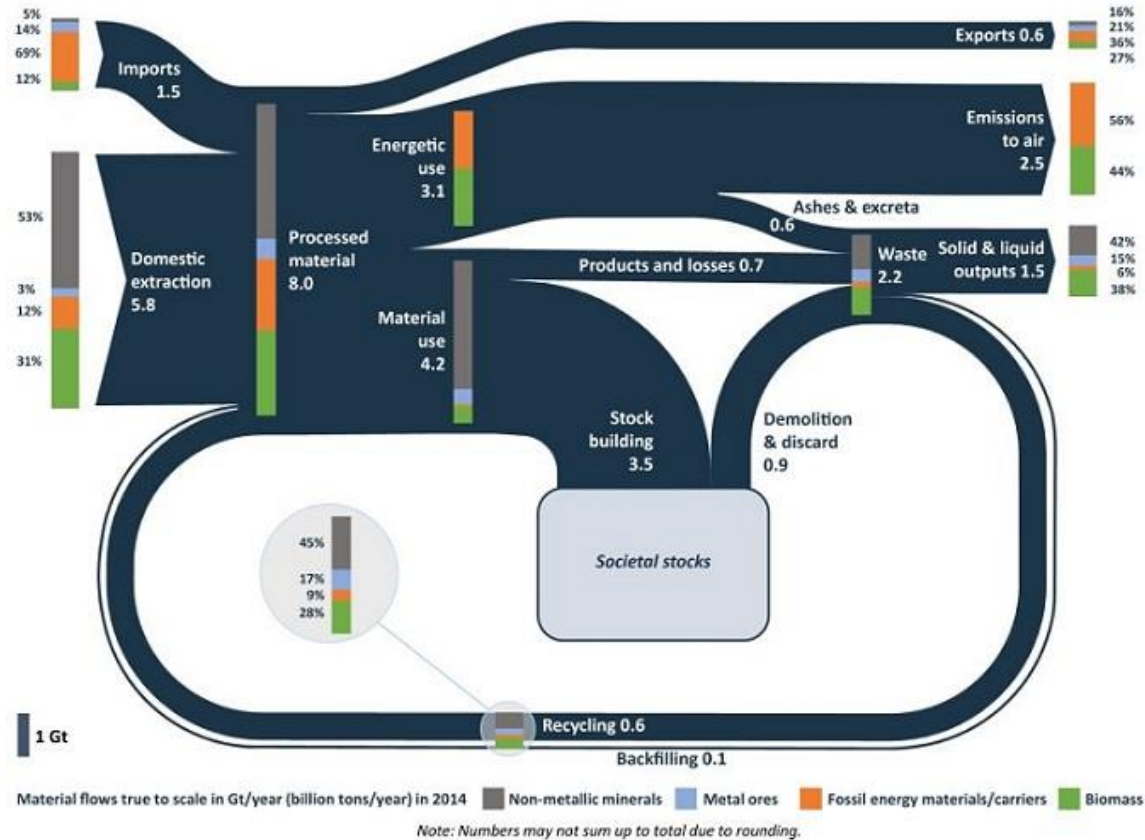 5%
14%
69%
12%
Imports
1.5
53%
3%
12%
31%
Domestic
extraction
5.8
Processed
material
8.0
Energetic
use
3.1
Material
use
4.2
Exports 0.6
16%
21%
36%
27%
Emissions
to air
2.5
56%
44%
Ashes & excreta
0.6
Products and losses 0.7
Waste
2.2
Solid & liquid
outputs 1.5
42%
15%
6%
38%
Stock
building
3.5
Demolition
& discard
0.9
Societal stocks
45%
17%
9%
28%
Recycling 0.6
Backfilling 0.1
1 Gt
Material flows true to scale in Gt/year (billion tons/year) in 2014 Non-metallic minerals Metal ores Fossil energy materials/carriers Biomass
Note: Numbers may not sum up to total due to rounding.